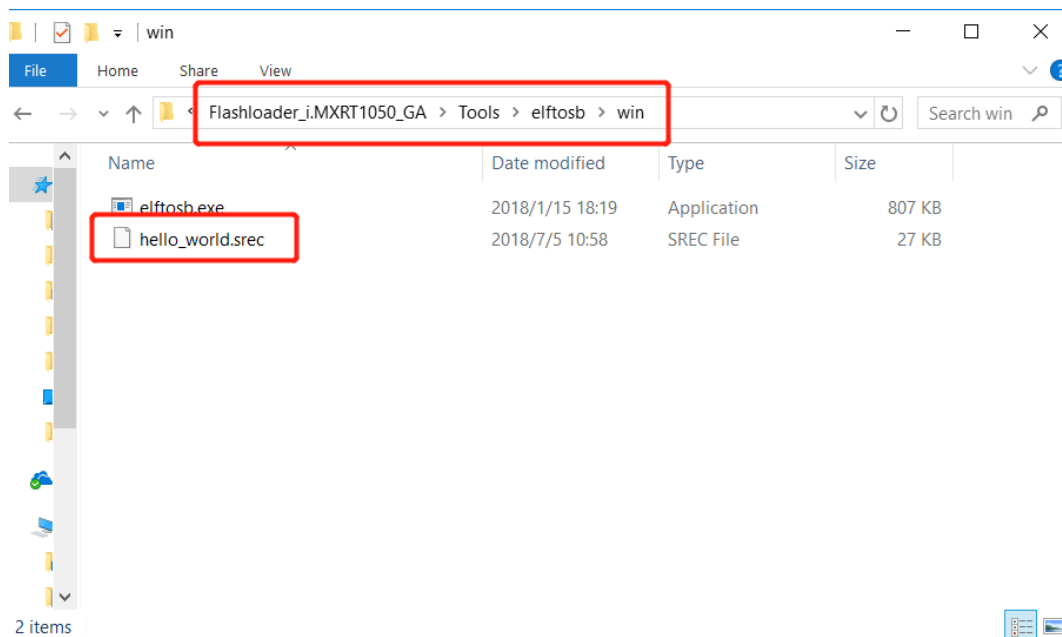 win
File Home Share View
Flashloader_i.MXRT1050_GA > Tools > elftosb > win Search win
Name Date modified Type Size
elftosb.exe 2018/1/15 18:19 Application 807 KB
hello_world.srec 2018/7/5 10:58 SREC File 27 KB
2 items